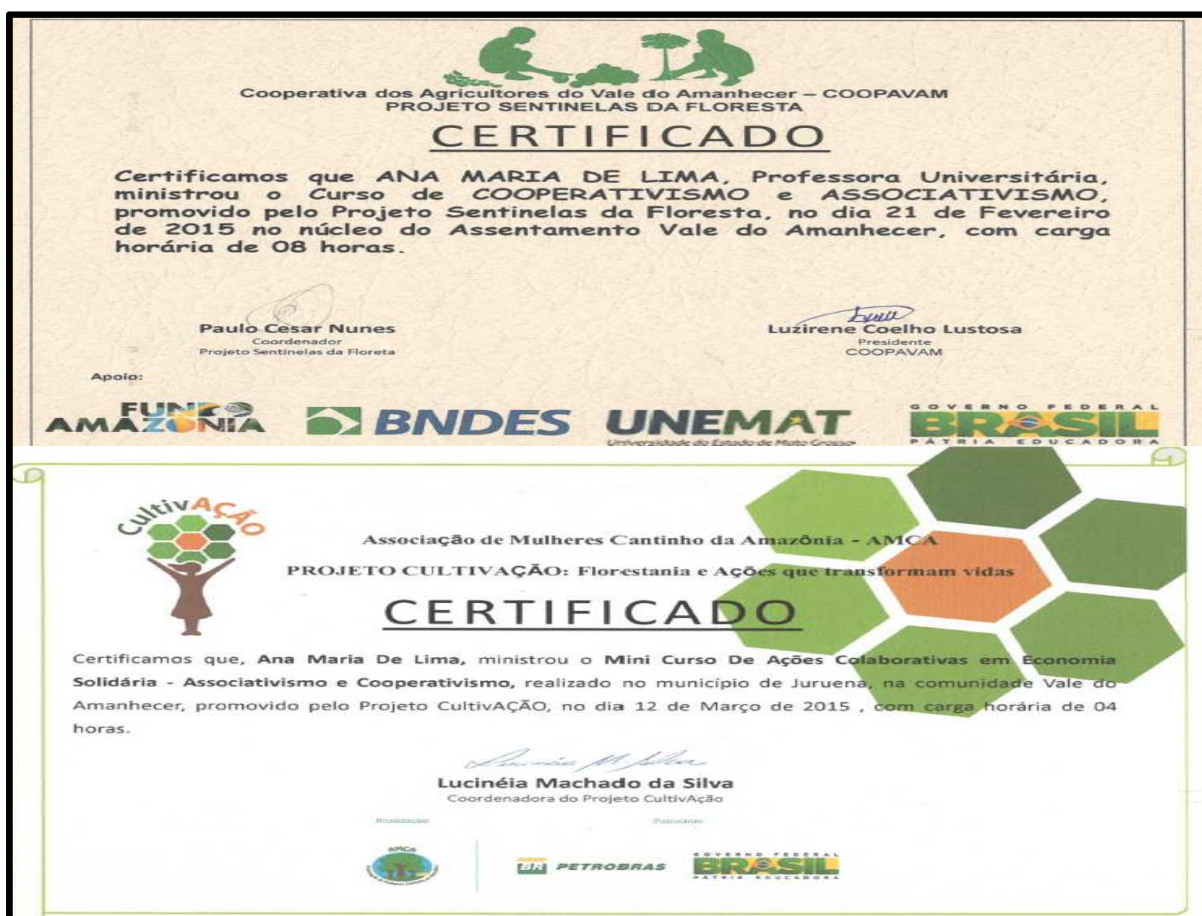 Cooperativa dos Agricultores do Vale do Amanhecer – COOPAVAM
PROJETO SENTINELAS DA FLORESTA
CERTIFICADO
Certificamos que ANA MARIA DE LIMA, Professora Universitária,
ministrou o Curso de COOPERATIVISMO e ASSOCIATIVISMO,
promovido pelo Projeto Sentinelas da Floresta, no dia 21 de Fevereiro
de 2015 no núcleo do Assentamento Vale do Amanhecer, com carga
horária de 08 horas.
Paulo Cesar Nunes
Coordenador
Projeto Sentinelas da Floreta
Luzirene Coelho Lustosa
Presidente
COOPAVAM
Apoio:
FUNDO
AMAZÔNIA
BNDES
UNEMAT
Universidade do Estado de Mato Grosso
GOVERNO FEDERAL
BRASIL
PÁTRIA EDUCADORA
CultivAÇÃO
Associação de Mulheres Cantinho da Amazônia - AMCA
PROJETO CULTIVAÇÃO: Florestania e Ações que transformam vidas
CERTIFICADO
Certificamos que, Ana Maria De Lima, ministrou o Mini Curso De Ações Colaborativas em Economia
Solidária - Associativismo e Cooperativismo, realizado no município de Juruena, na comunidade Vale do
Amanhecer, promovido pelo Projeto CultivAÇÃO, no dia 12 de Março de 2015 , com carga horária de 04
horas.
Lucinéia Machado da Silva
Coordenadora do Projeto CultivAção
Realização:
Patrocínio:
AMCA
BR PETROBRAS
GOVERNO FEDERAL
BRASIL
PÁTRIA EDUCADORA